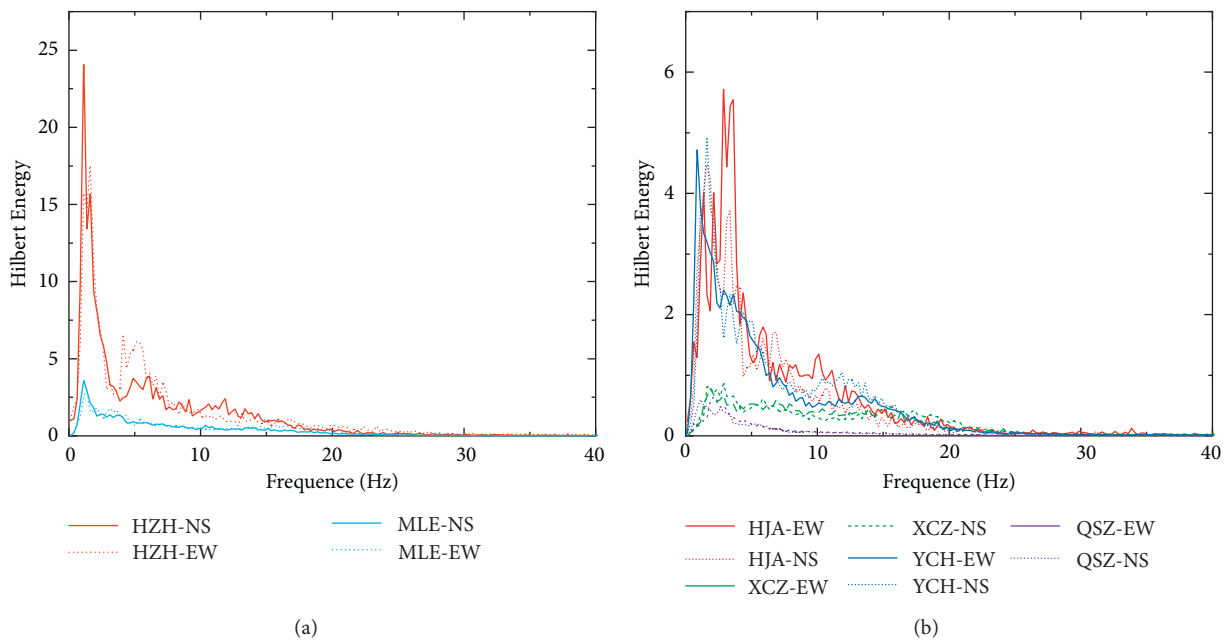 25
20
15
10
5
0
Hilbert Energy
0 10 20 30 40
Frequence (Hz)
HZH-NS MLE-NS
HZH-EW MLE-EW
(a)
6
4
2
0
Hilbert Energy
0 10 20 30 40
Frequence (Hz)
HJA-EW XCZ-NS QSZ-EW
HJA-NS YCH-EW QSZ-NS
XCZ-EW YCH-NS
(b)